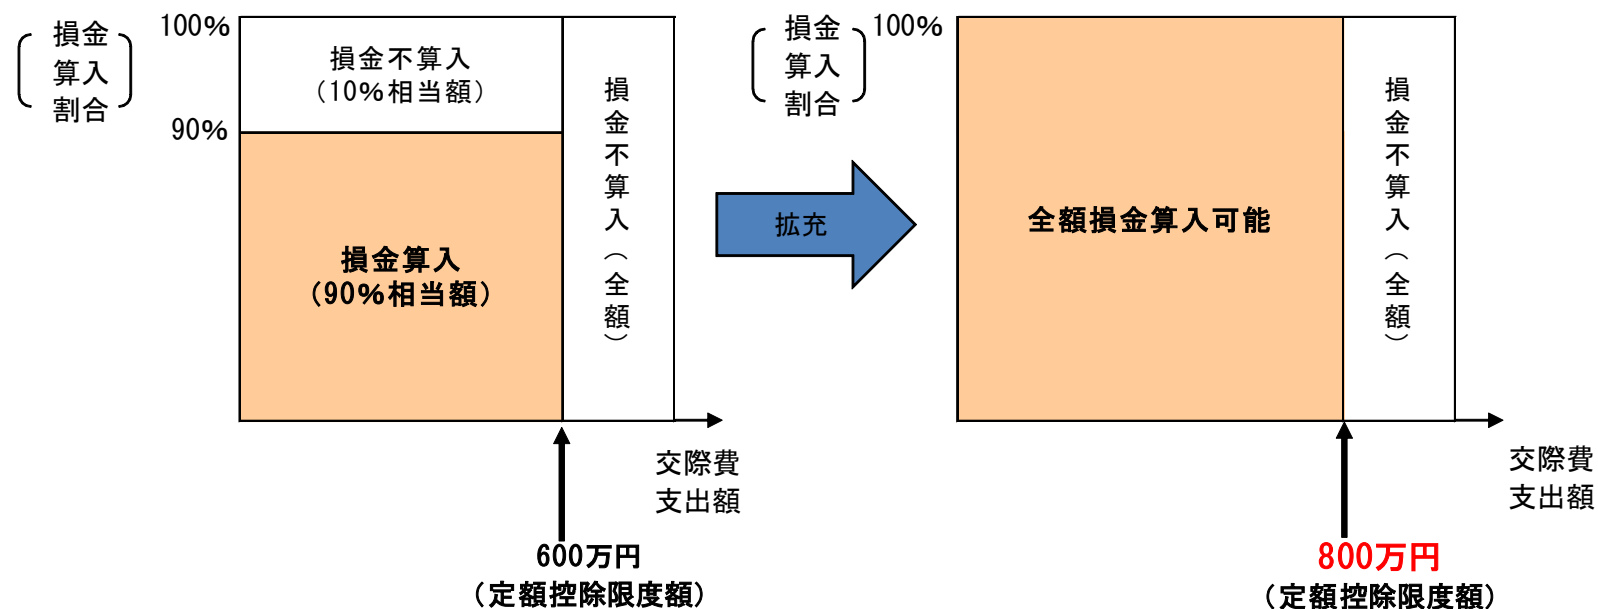 損金
算入
割合
100%
90%
損金不算入
(10%相当額)
損金算入
(90%相当額)
損金不算入(全額)
交際費
支出額
600万円
(定額控除限度額)
拡充
損金
算入
割合
100%
全額損金算入可能
損金不算入(全額)
交際費
支出額
800万円
(定額控除限度額)